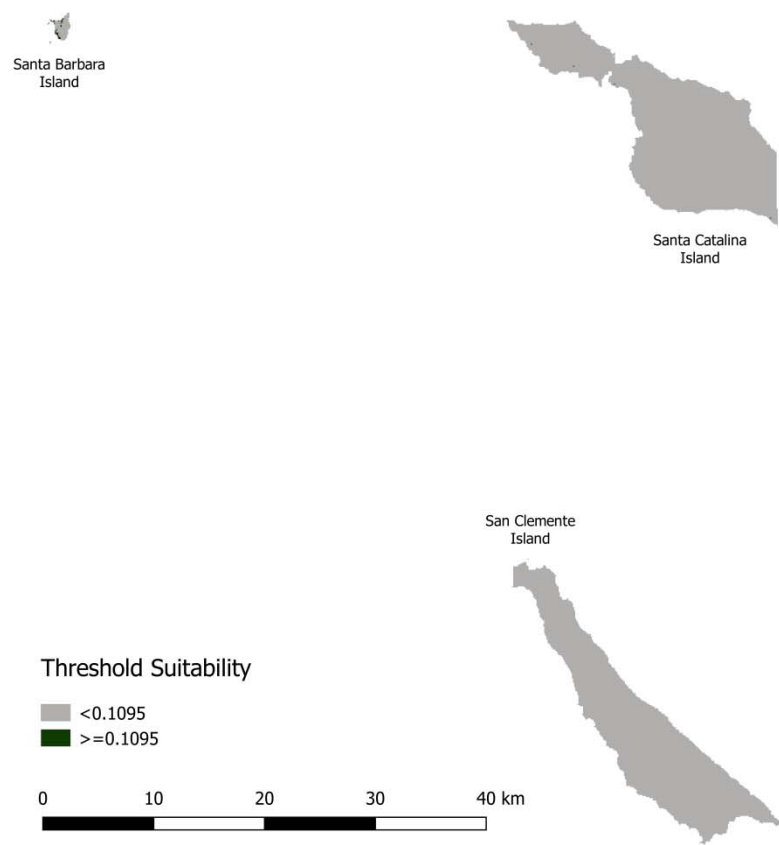 Santa Barbara
Island
Santa Catalina
Island
San Clemente
Island
Threshold Suitability
<0.1095
>=0.1095
0 10 20 30 40 km